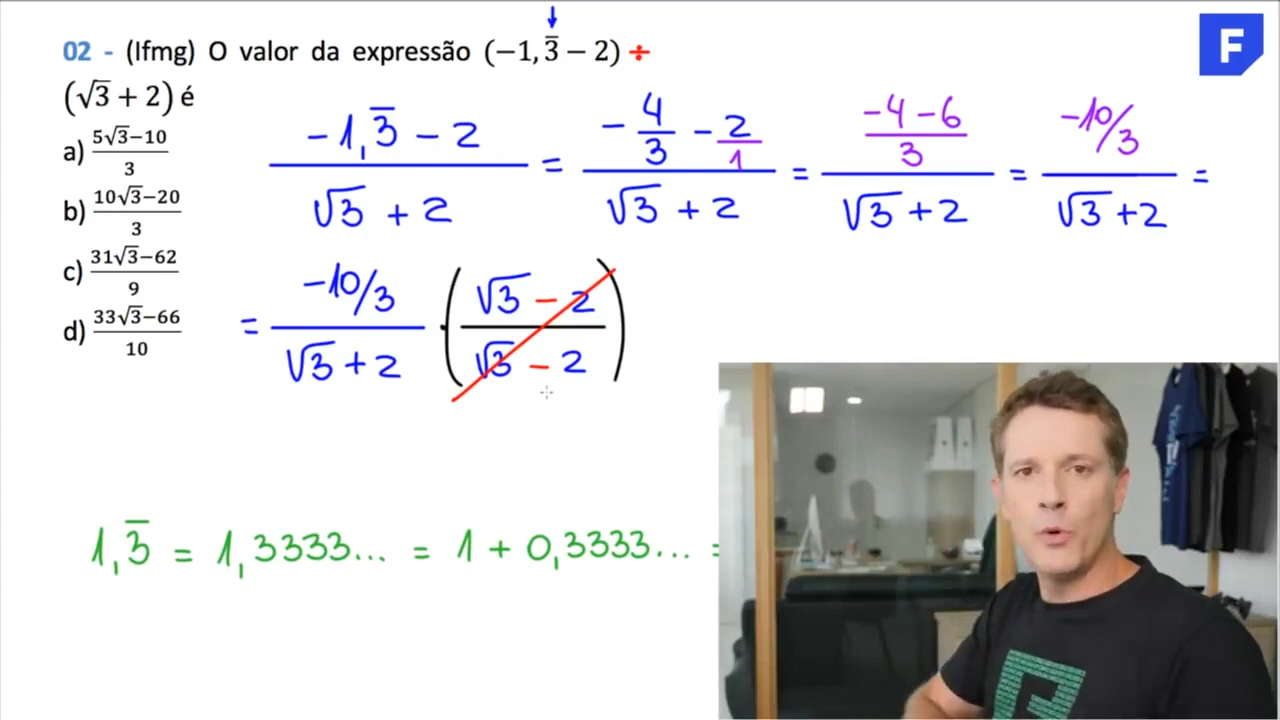 02 - (Ifmg) O valor da expressão (−1,3̅ − 2) ÷
(√3 + 2) é
a) (5√3−10)/3
b) (10√3−20)/3
c) (31√3−62)/9
d) (33√3−66)/10
(-1,3̅ - 2)/(√3 + 2) = (-4/3 - 2/1)/(√3 + 2) = ((-4-6)/3)/(√3+2) = (-10/3)/(√3+2) =
= (-10/3)/(√3+2) · ((√3 - 2)/(√3 - 2))
1,3̅ = 1,3333... = 1 + 0,3333... =
F